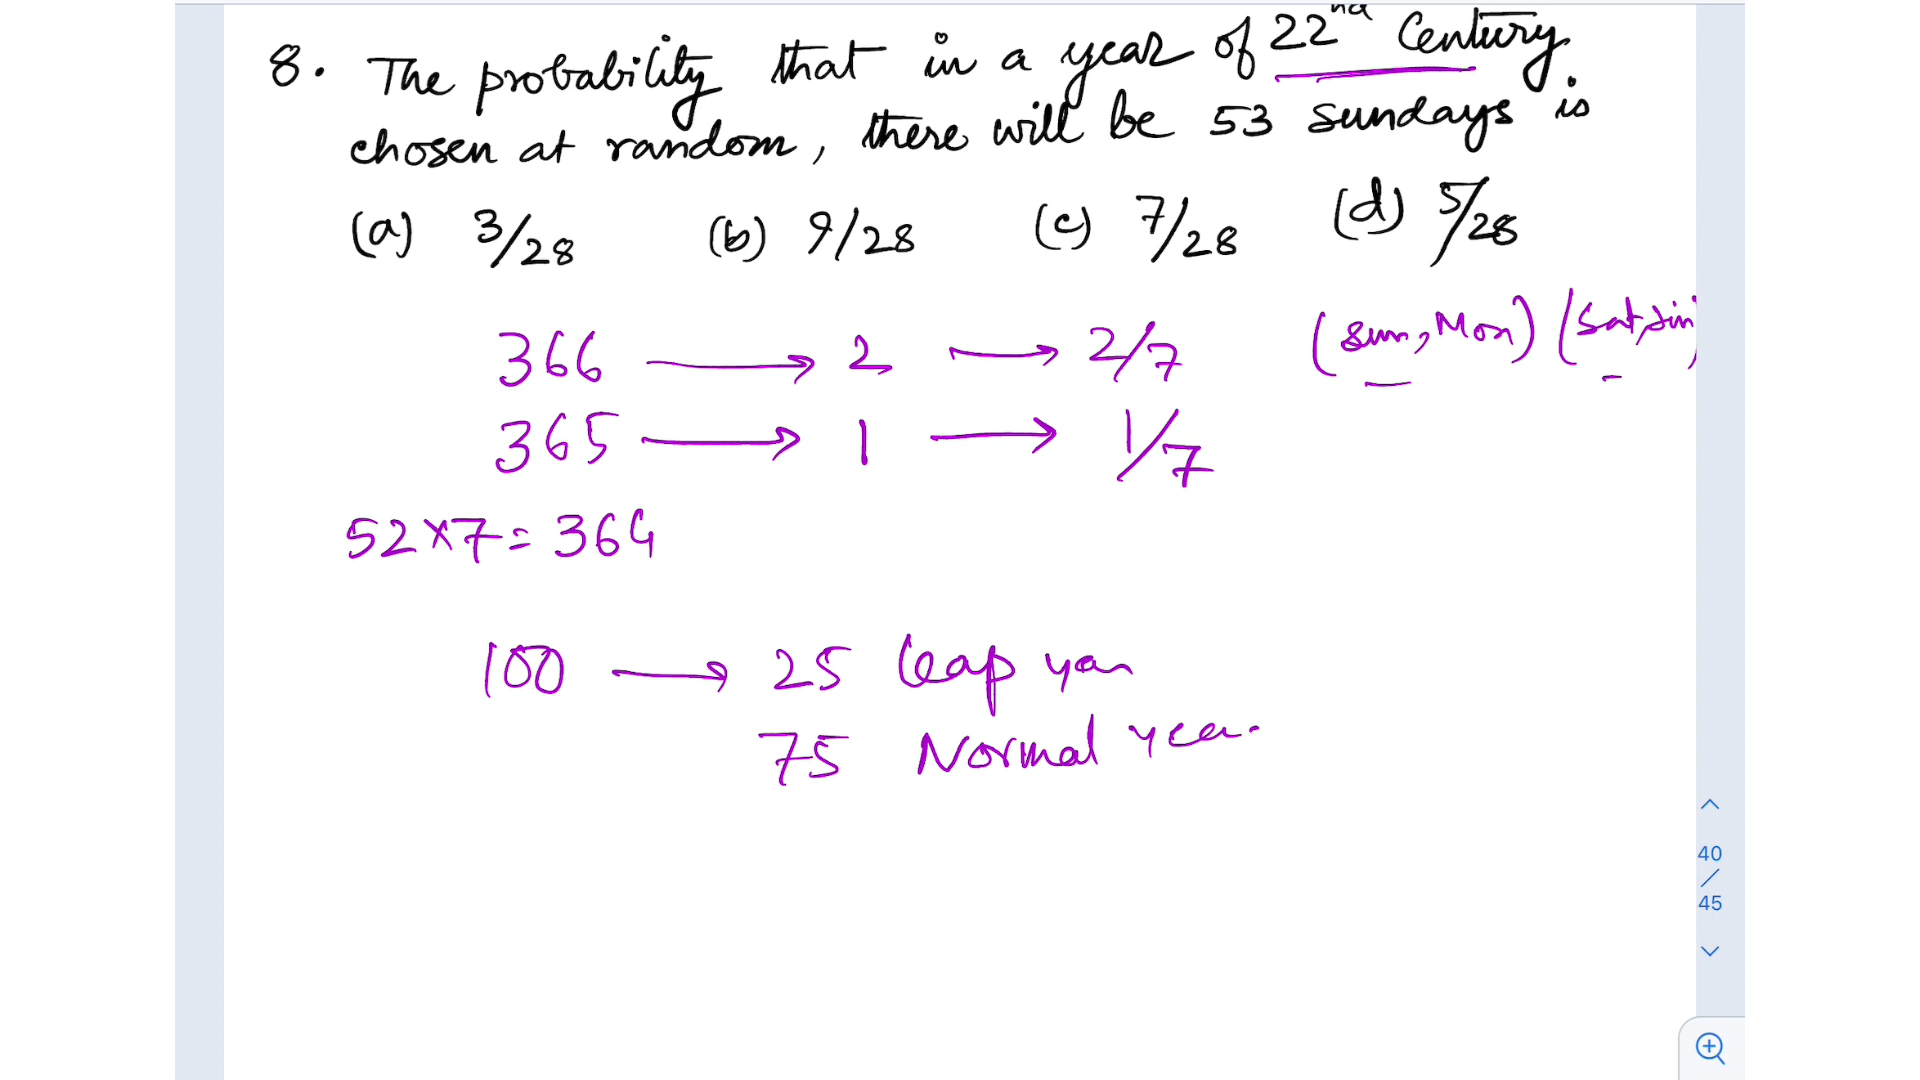 8. The probability that in a year of 22nd Century
chosen at random, there will be 53 sundays is
(a) 3/28 (b) 9/28 (c) 7/28 (d) 5/28
366 → 2 → 2/7 (sun, Mon) (Sat, sun)
365 → 1 → 1/7
52×7=364
100 → 25 leap year
75 Normal year
40
/
45